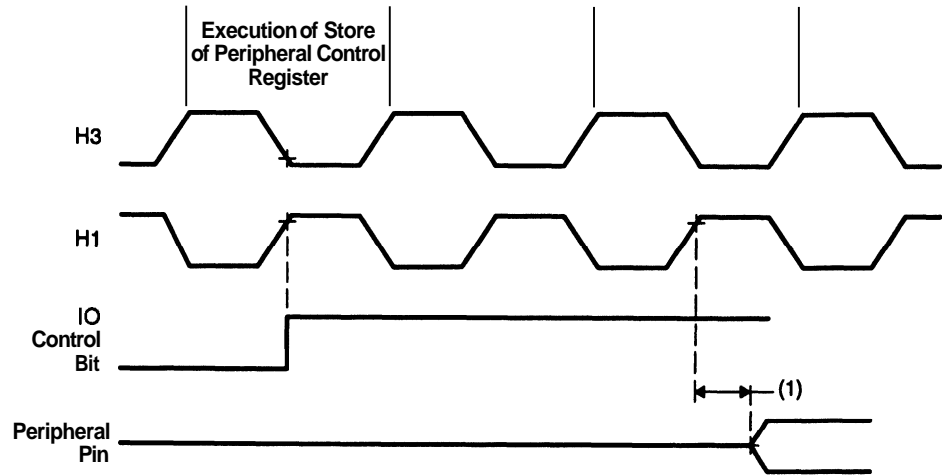 Execution of Store
of Peripheral Control
Register
H3
H1
IO
Control
Bit
(1)
Peripheral
Pin